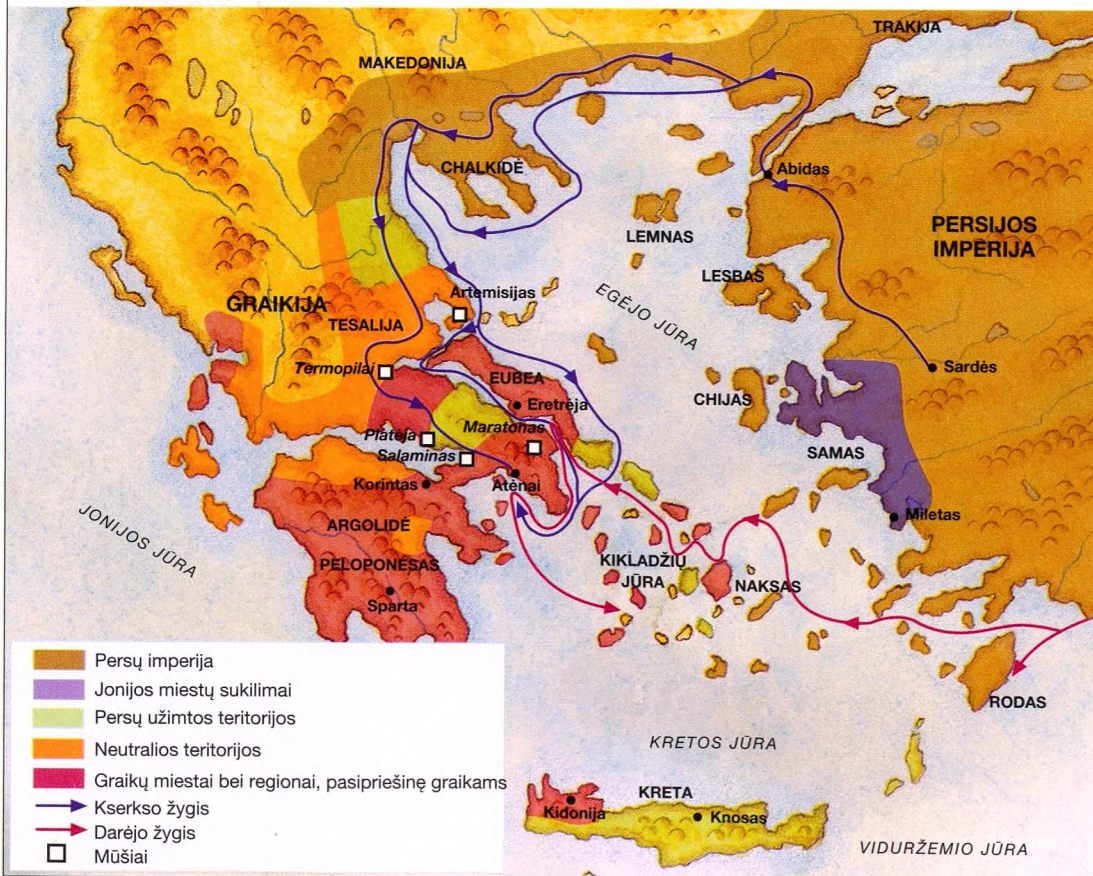 TRAKIJA
MAKEDONIJA
CHALKIDĖ
Abidas
PERSIJOS
IMPERIJA
LEMNAS
LESBAS
GRAIKIJA
Artemisijas
EGĖJO JŪRA
TESALIJA
Termopilai
Sardės
EUBEA
CHIJAS
Eretrėja
Maratonas
Platėja
Salaminas
SAMAS
Korintas
Atėnai
Miletas
JONIJOS JŪRA
ARGOLIDĖ
KIKLADŽIŲ
JŪRA
PELOPONESAS
NAKSAS
Sparta
RODAS
KRETOS JŪRA
KRETA
Kidonija
Knosas
VIDURŽEMIO JŪRA
Persų imperija
Jonijos miestų sukilimai
Persų užimtos teritorijos
Neutralios teritorijos
Graikų miestai bei regionai, pasipriešinę graikams
Kserkso žygis
Darėjo žygis
Mūšiai